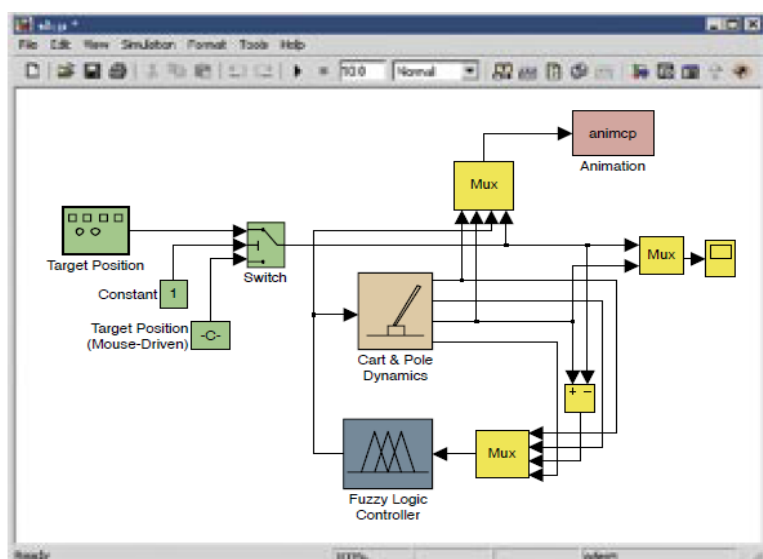 File Edit View Simulation Format Tools Help
10.0 Normal
animcp
Animation
Mux
Target Position
Switch
Mux
Constant 1
Target Position
(Mouse-Driven)
-C-
Cart & Pole
Dynamics
+ −
Mux
Fuzzy Logic
Controller
Ready 100%